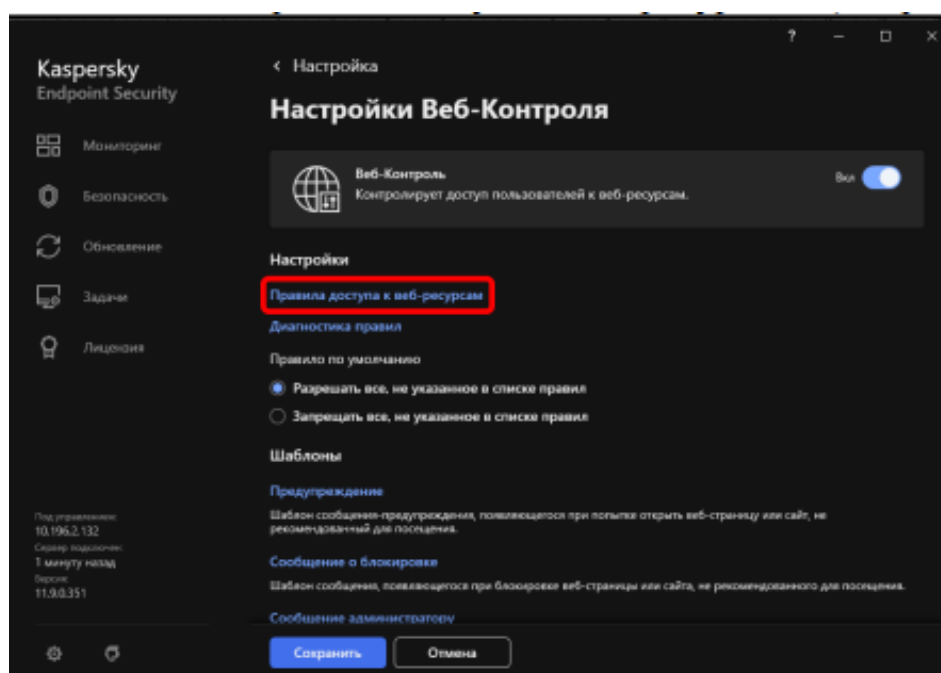 Kaspersky
Endpoint Security
Мониторинг
Безопасность
Обновление
Задачи
Лицензия
Под управлением:
10.196.2.132
Сервер подключен:
1 минуту назад
Версия:
11.9.0.351
? 
< Настройка
Настройки Веб-Контроля
Веб-Контроль
Контролирует доступ пользователей к веб-ресурсам.
Вкл
Настройки
Правила доступа к веб-ресурсам
Диагностика правил
Правило по умолчанию
Разрешать все, не указанное в списке правил
Запрещать все, не указанное в списке правил
Шаблоны
Предупреждение
Шаблон сообщения-предупреждения, появляющегося при попытке открыть веб-страницу или сайт, не
рекомендованный для посещения.
Сообщение о блокировке
Шаблон сообщения, появляющегося при блокировке веб-страницы или сайта, не рекомендованного для посещения.
Сообщение администратору
Сохранить
Отмена